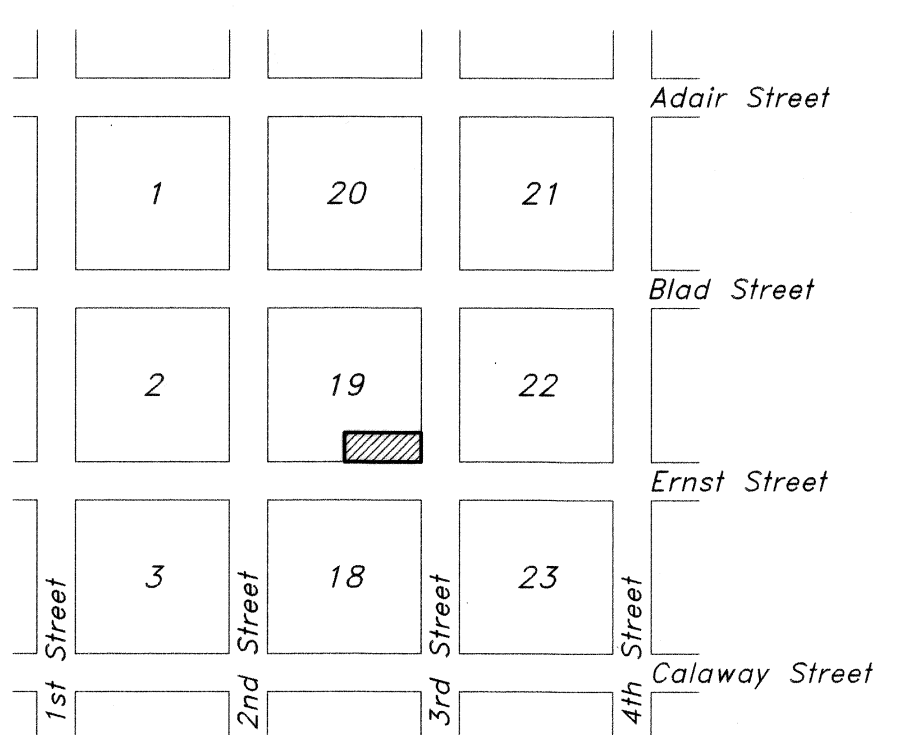 Adair Street
1
20
21
Blad Street
2
19
22
Ernst Street
3
18
23
1st Street
2nd Street
3rd Street
4th Street
Calaway Street